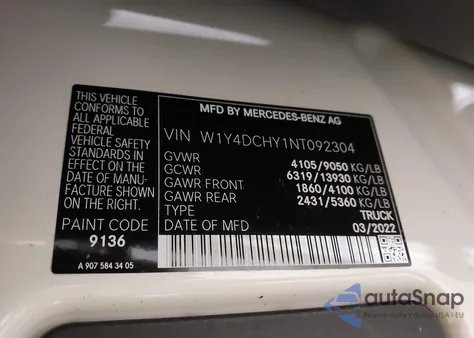 THIS VEHICLE
CONFORMS TO
ALL APPLICABLE
FEDERAL
VEHICLE SAFETY
STANDARDS IN
EFFECT ON THE
DATE OF MANU-
FACTURE SHOWN
ABOVE.
PAINT CODE
9136
A 907 584 34 05
MFD BY MERCEDES-BENZ AG
VIN W1Y4DCHY1NT092304
GVWR 4105/9050 KG/LB
GCWR 6319/13930 KG/LB
GAWR FRONT 1860/4100 KG/LB
GAWR REAR 2431/5360 KG/LB
TYPE TRUCK
DATE OF MFD 03/2022
autoSnap